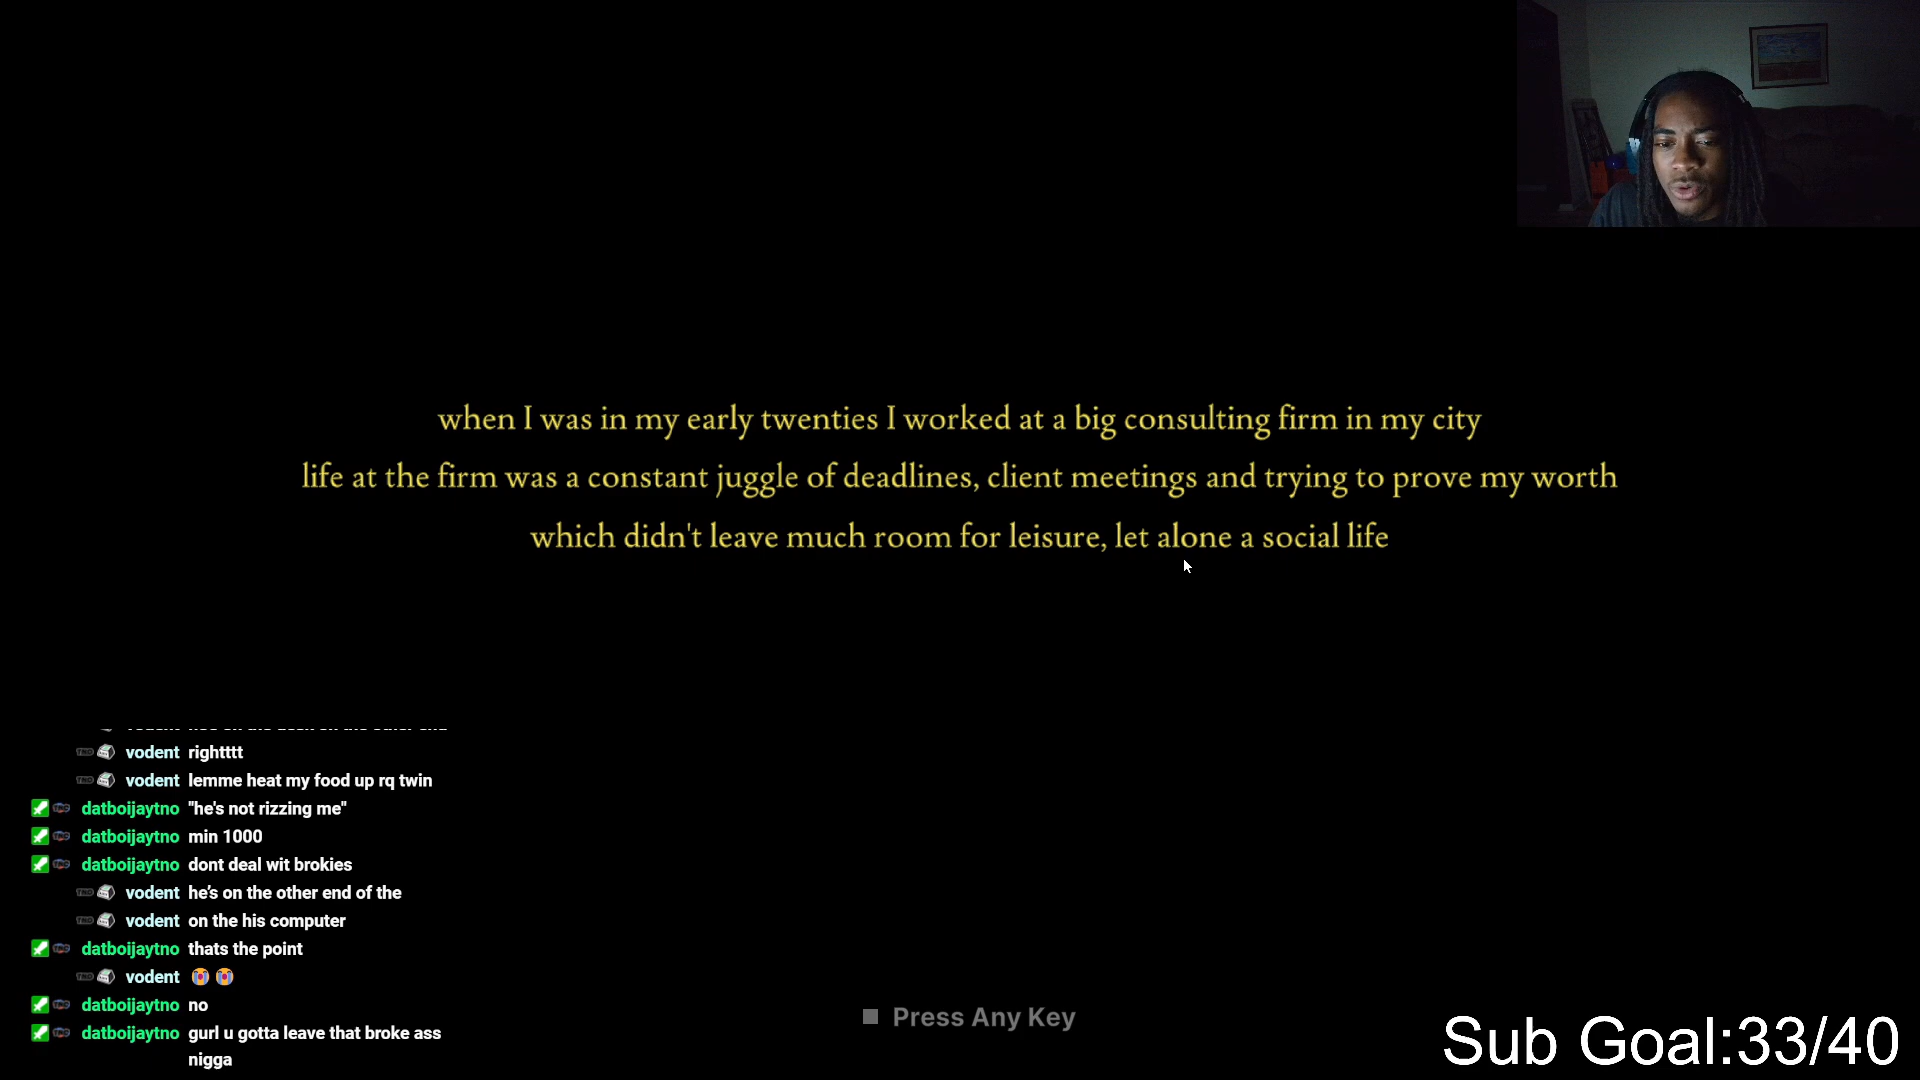 when I was in my early twenties I worked at a big consulting firm in my city
life at the firm was a constant juggle of deadlines, client meetings and trying to prove my worth
which didn't leave much room for leisure, let alone a social life
vodent rightttt
vodent lemme heat my food up rq twin
datboijaytno "he's not rizzing me"
datboijaytno min 1000
datboijaytno dont deal wit brokies
vodent he's on the other end of the
vodent on the his computer
datboijaytno thats the point
vodent 😭 😭
datboijaytno no
datboijaytno gurl u gotta leave that broke ass
nigga
Press Any Key
Sub Goal:33/40